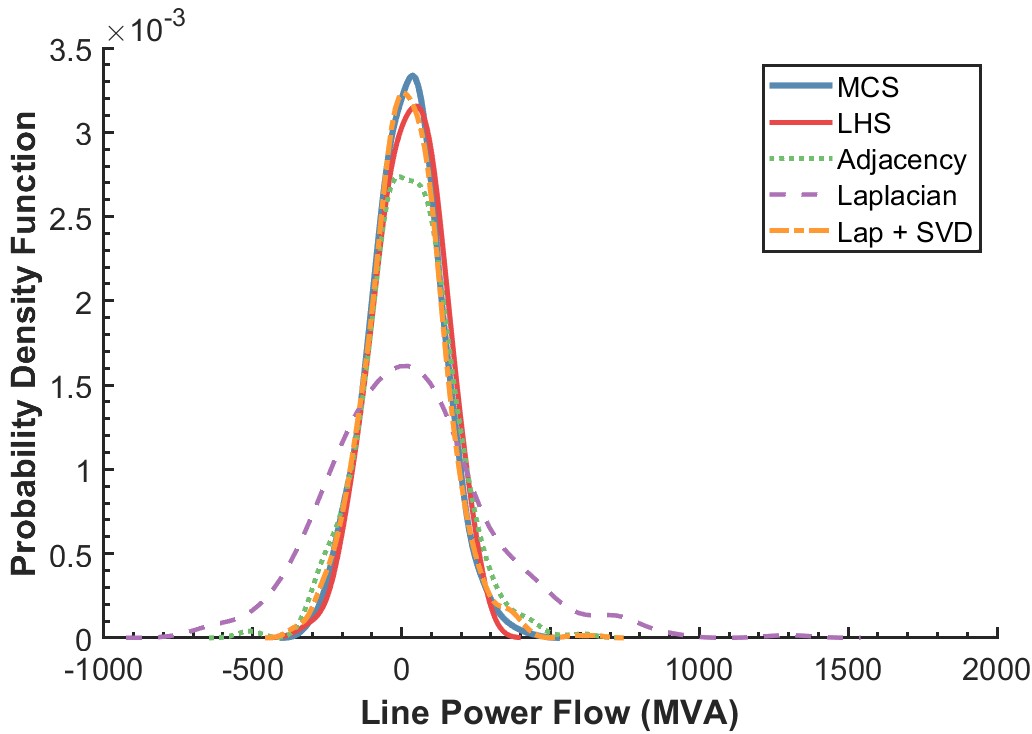 ×10-3
3.5
3
2.5
2
1.5
1
0.5
0
-1000 -500 0 500 1000 1500 2000
Probability Density Function
Line Power Flow (MVA)
MCS
LHS
Adjacency
Laplacian
Lap + SVD